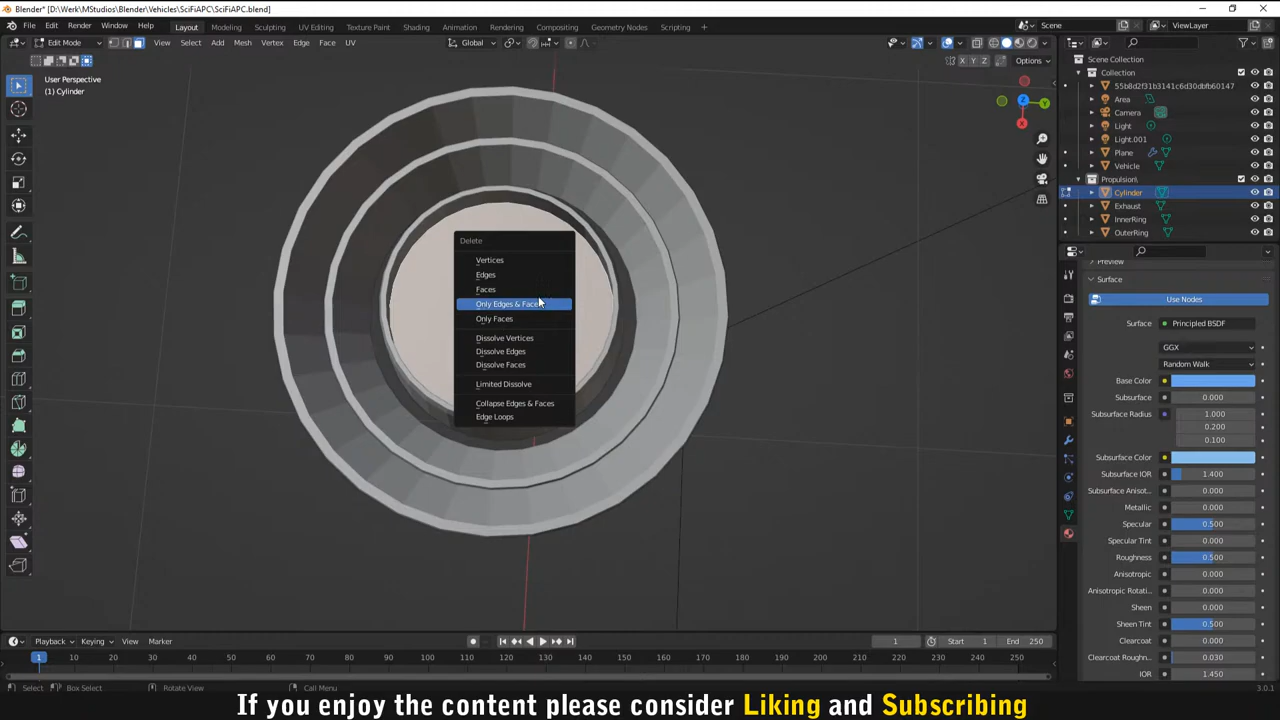 Blender* [D:\Werk\MStudios\Blender\Vehicles\SciFiAPC\SciFiAPC.blend]
File Edit Render Window Help Layout Modeling Sculpting UV Editing Texture Paint Shading Animation Rendering Compositing Scripting Scene ViewLayer
Edit Mode View Select Add Mesh Vertex Edge Face UV Global
X Y Z Options
User Perspective
(1) Cylinder
Scene Collection
Collection
55b8d2f31b3141c6d30dbfb60147
Area
Camera
Light
Light.001
Plane
Vehicle
Propulsion\
Cylinder
Exhaust
InnerRing
OuterRing
Z
Y
X
Delete
Vertices
Edges
Faces
Only Edges & Faces
Only Faces
Dissolve Vertices
Dissolve Edges
Dissolve Faces
Limited Dissolve
Collapse Edges & Faces
Edge Loops
Preview
Surface
Use Nodes
Surface Principled BSDF
GGX
Random Walk
Base Color
Subsurface 0.000
Subsurface Radius 1.000
0.200
0.100
Subsurface Color
Subsurface IOR 1.400
Subsurface Anisot... 0.000
Metallic 0.000
Specular 0.500
Specular Tint 0.000
Roughness 0.500
Anisotropic 0.000
Anisotropic Rotati... 0.000
Sheen 0.000
Sheen Tint 0.500
Clearcoat 0.000
Clearcoat Roughn... 0.030
IOR 1.450
Playback Keying View Marker 1 Start 1 End 250
1 10 20 30 40 50 60 70 80 90 100 110 120 130 140 150 160 170 180 190 200 210 220 230 240 250
Select Box Select Rotate View Call Menu
If you enjoy the content please consider Liking and Subscribing